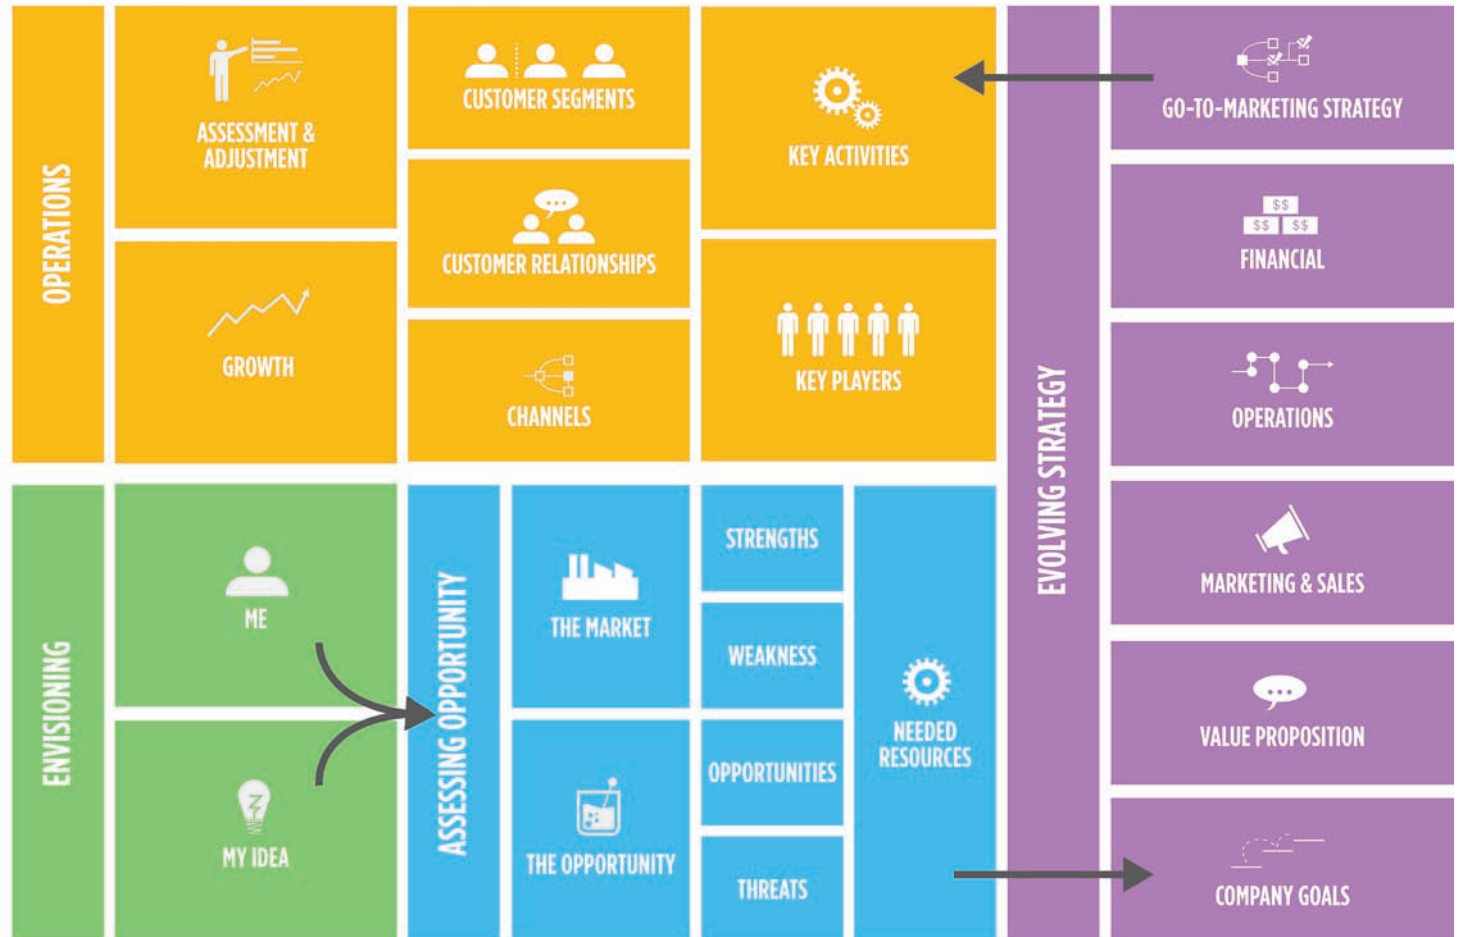 OPERATIONS
ASSESSMENT &
ADJUSTMENT
GROWTH
CUSTOMER SEGMENTS
CUSTOMER RELATIONSHIPS
CHANNELS
KEY ACTIVITIES
KEY PLAYERS
ENVISIONING
ME
MY IDEA
ASSESSING OPPORTUNITY
THE MARKET
THE OPPORTUNITY
STRENGTHS
WEAKNESS
OPPORTUNITIES
THREATS
NEEDED
RESOURCES
EVOLVING STRATEGY
GO-TO-MARKETING STRATEGY
$$
$$ $$
FINANCIAL
OPERATIONS
MARKETING & SALES
VALUE PROPOSITION
COMPANY GOALS